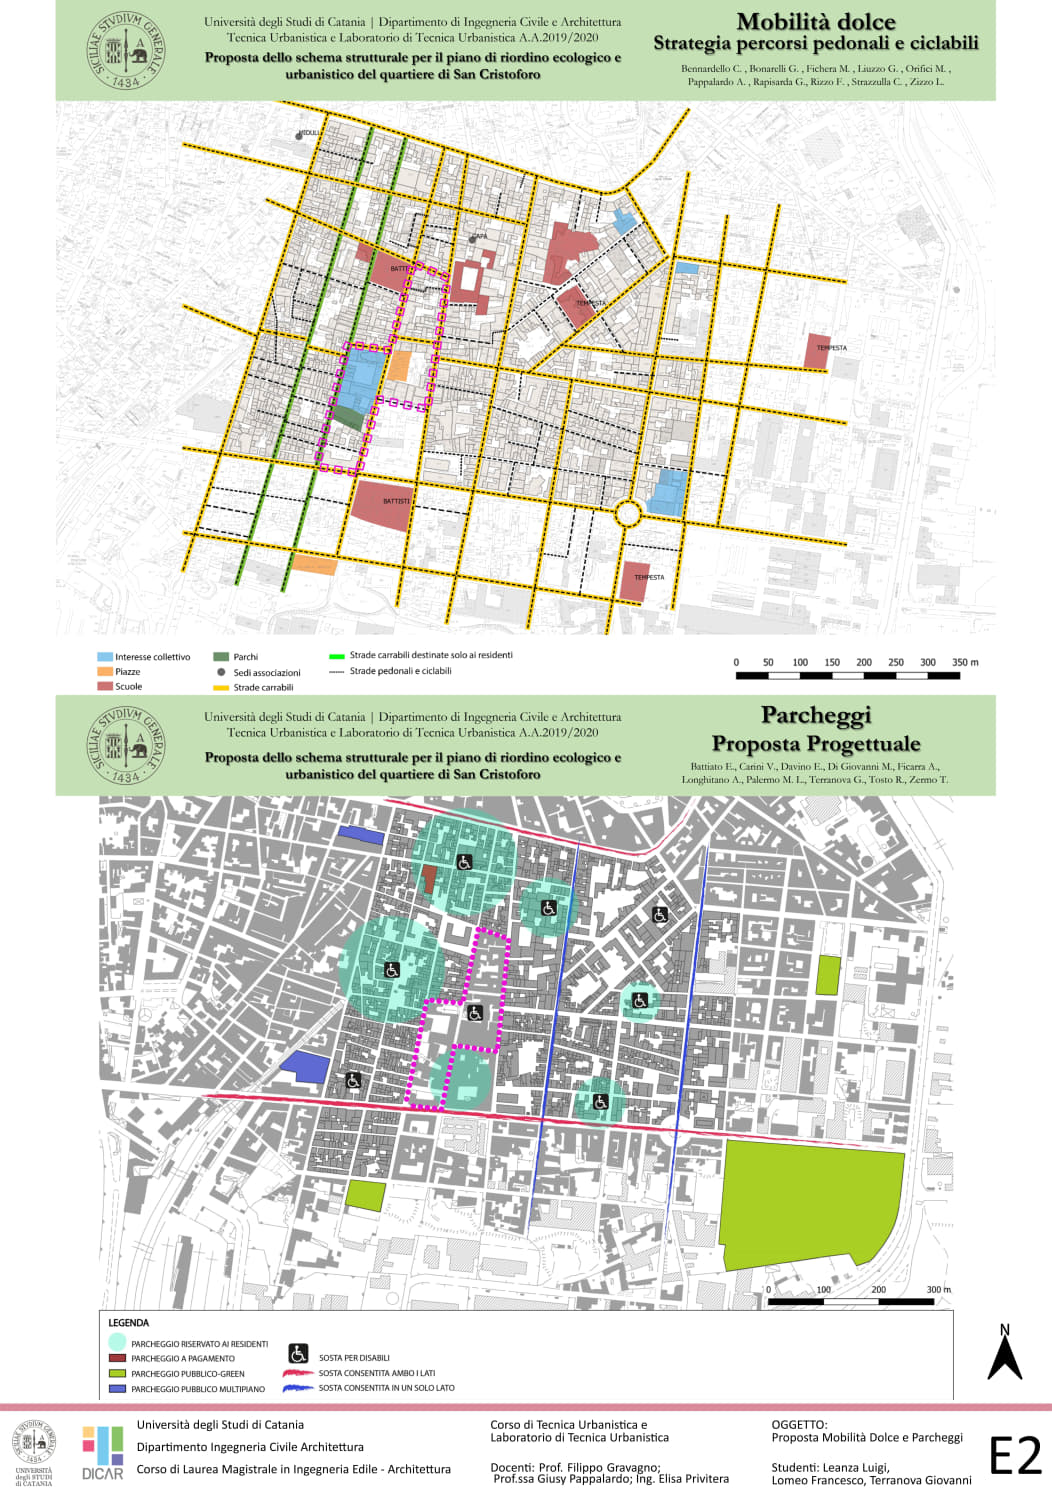 Università degli Studi di Catania | Dipartimento di Ingegneria Civile e Architettura
Tecnica Urbanistica e Laboratorio di Tecnica Urbanistica A.A.2019/2020
Proposta dello schema strutturale per il piano di riordino ecologico e
urbanistico del quartiere di San Cristoforo
Mobilità dolce
Strategia percorsi pedonali e ciclabili
Bennardello C. , Bonarelli G. , Fichera M. , Liuzzo G. , Orifici M. ,
Pappalardo A. , Rapisarda G., Rizzo F. , Strazzulla C. , Zizzo L.
SICILIAE STVDIVM GENERALE
1434
MIDULLA
CAPA
BATTISTI
TEMPESTA
TEMPESTA
BATTISTI
TEMPESTA
Interesse collettivo
Piazze
Scuole
Parchi
Sedi associazioni
Strade carrabili
Strade carrabili destinate solo ai residenti
Strade pedonali e ciclabili
0 50 100 150 200 250 300 350 m
SICILIAE STVDIVM GENERALE
1434
Università degli Studi di Catania | Dipartimento di Ingegneria Civile e Architettura
Tecnica Urbanistica e Laboratorio di Tecnica Urbanistica A.A.2019/2020
Proposta dello schema strutturale per il piano di riordino ecologico e
urbanistico del quartiere di San Cristoforo
Parcheggi
Proposta Progettuale
Battiato E., Carini V., Davino E., Di Giovanni M., Ficarra A.,
Longhitano A., Palermo M. L., Terranova G., Tosto R., Zermo T.
0 100 200 300 m
LEGENDA
PARCHEGGIO RISERVATO AI RESIDENTI
PARCHEGGIO A PAGAMENTO
PARCHEGGIO PUBBLICO-GREEN
PARCHEGGIO PUBBLICO MULTIPIANO
SOSTA PER DISABILI
SOSTA CONSENTITA AMBO I LATI
SOSTA CONSENTITA IN UN SOLO LATO
N
UNIVERSITÀ
degli STUDI
di CATANIA
DICAR
Università degli Studi di Catania
Dipartimento Ingegneria Civile Architettura
Corso di Laurea Magistrale in Ingegneria Edile - Architettura
Corso di Tecnica Urbanistica e
Laboratorio di Tecnica Urbanistica
Docenti: Prof. Filippo Gravagno;
Prof.ssa Giusy Pappalardo; Ing. Elisa Privitera
OGGETTO:
Proposta Mobilità Dolce e Parcheggi
Studenti: Leanza Luigi,
Lomeo Francesco, Terranova Giovanni
E2